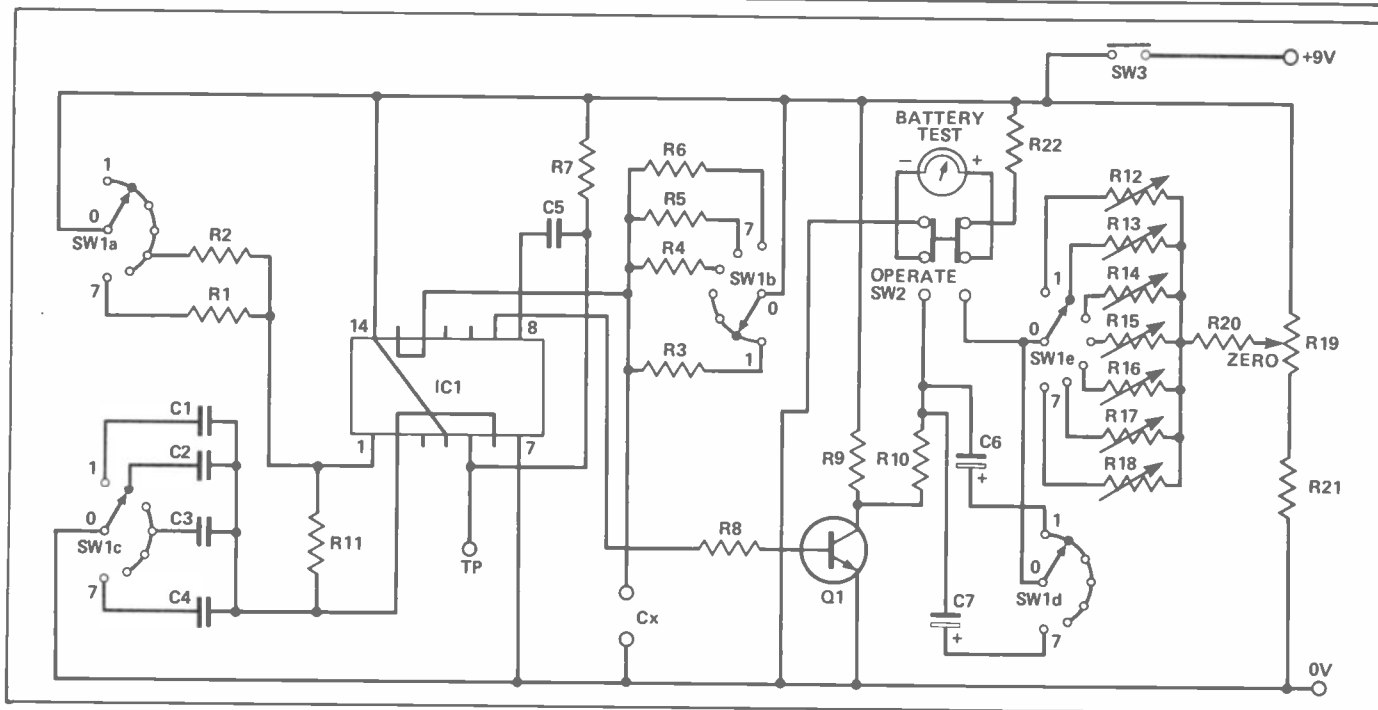 +9V
SW3
BATTERY
TEST
R22
R7
R6
R5
R4
C5
1
0
SW1a
7
R2
R1
7
SW1b
0
1
R3
14
8
IC1
1
7
− +
OPERATE
SW2
R12
R13
R14
R15
R16
R17
R18
1
0
SW1e
7
R20
ZERO
R19
R21
C1
C2
C3
C4
1
0
SW1c
7
R11
TP
Cx
R8
R9
R10
Q1
C6
+
C7
+
1
0
SW1d
7
0V